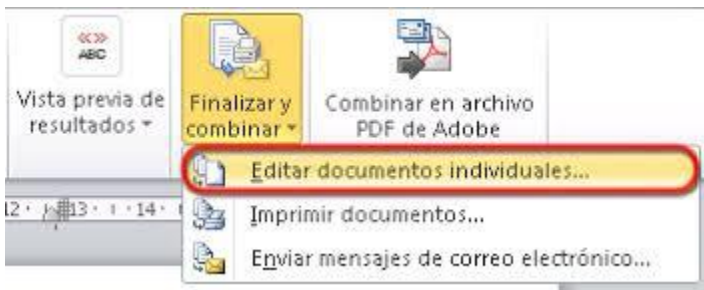 «»
ABC
Vista previa de
resultados
Finalizar y
combinar
Combinar en archivo
PDF de Adobe
Editar documentos individuales...
12 · 13 · 14 ·
Imprimir documentos...
Enviar mensajes de correo electrónico...